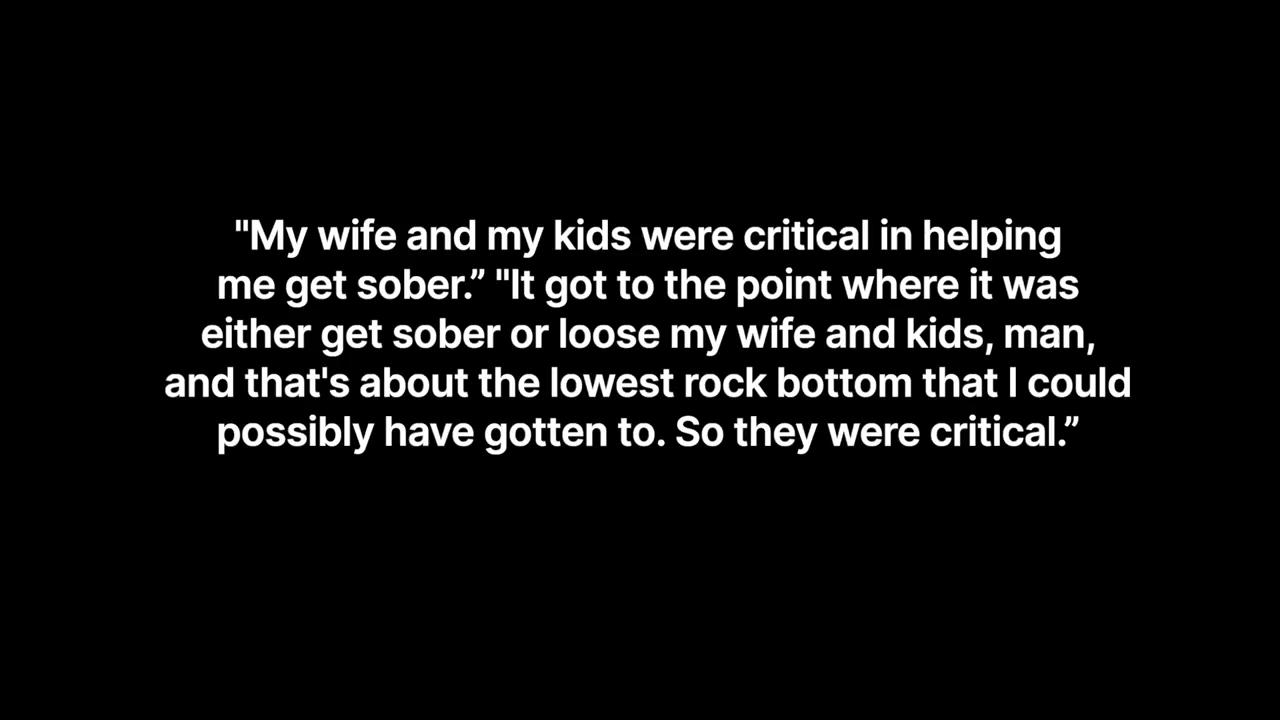 "My wife and my kids were critical in helping
me get sober.” "It got to the point where it was
either get sober or loose my wife and kids, man,
and that's about the lowest rock bottom that I could
possibly have gotten to. So they were critical.”